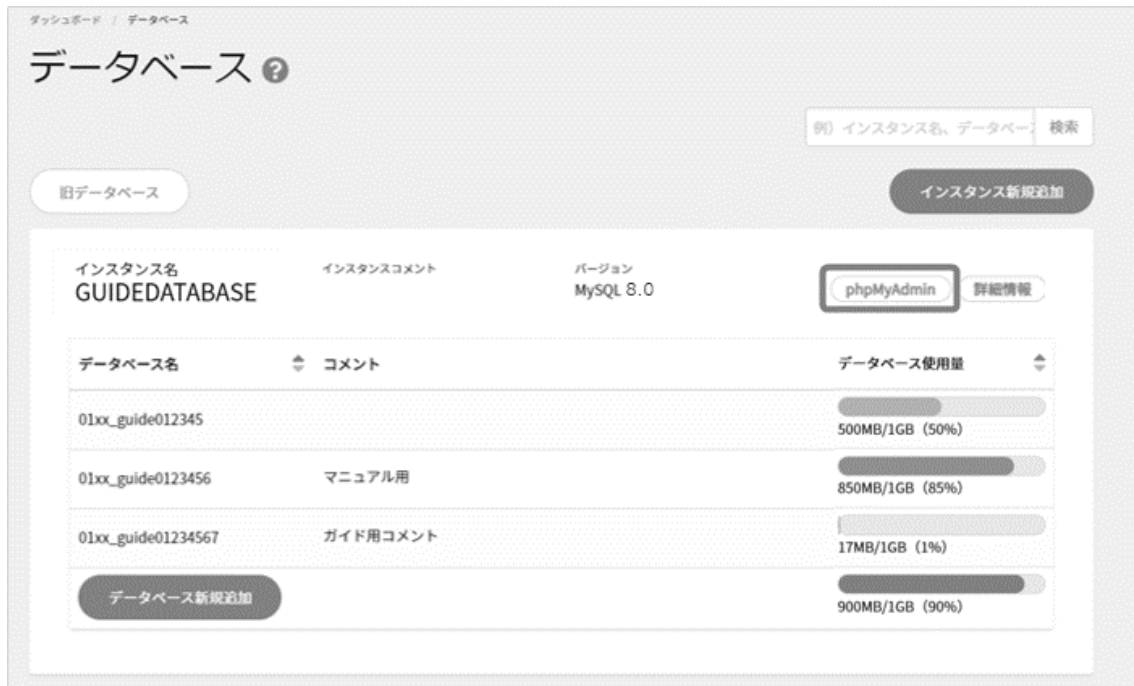 ダッシュボード / データベース
データベース ?
例）インスタンス名、データベー 検索
旧データベース インスタンス新規追加
インスタンス名 インスタンスコメント バージョン
GUIDEDATABASE MySQL 8.0 phpMyAdmin 詳細情報
データベース名 コメント データベース使用量
01xx_guide012345
500MB/1GB（50%）
01xx_guide0123456 マニュアル用
850MB/1GB（85%）
01xx_guide01234567 ガイド用コメント
17MB/1GB（1%）
データベース新規追加
900MB/1GB（90%）